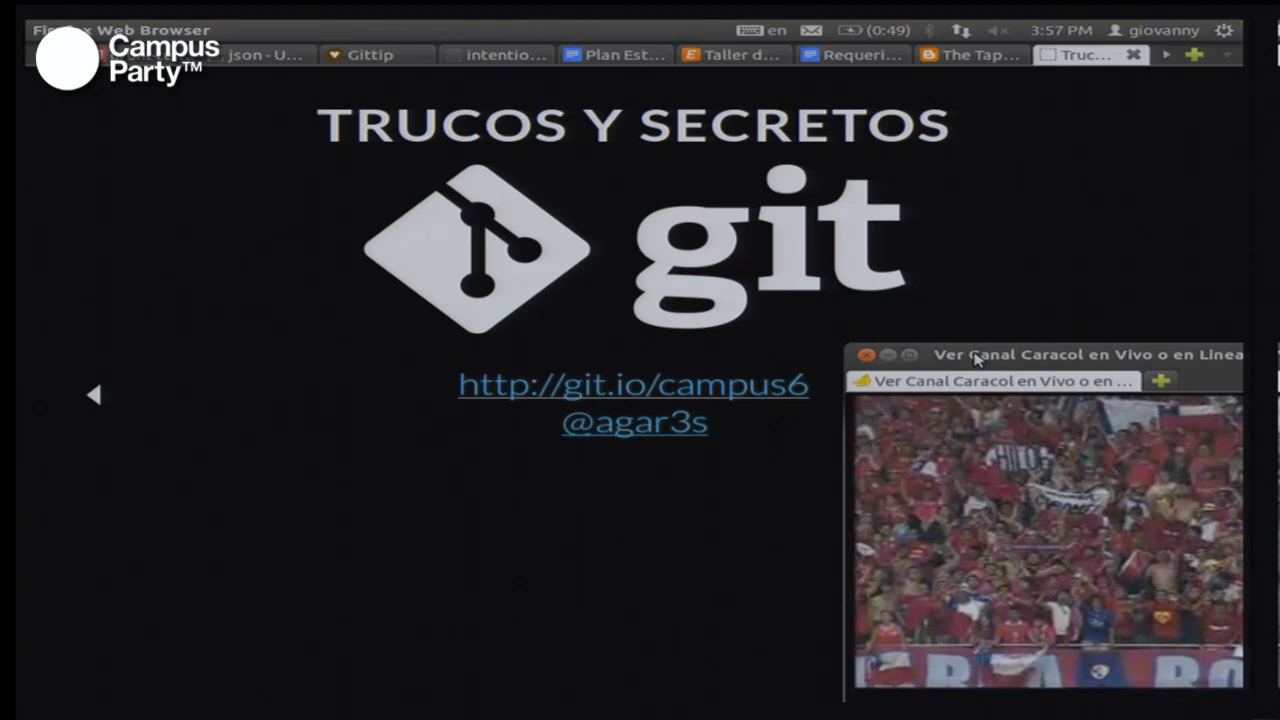 Firefox Web Browser
en
(0:49)
3:57 PM
giovanny
Campus
Party™
json - U...
Gittip
intentio...
Plan Est...
Taller d...
Requeri...
The Tap...
Truc...
TRUCOS Y SECRETOS
git
http://git.io/campus6
@agar3s
Ver Canal Caracol en Vivo o en Linea
Ver Canal Caracol en Vivo o en ...